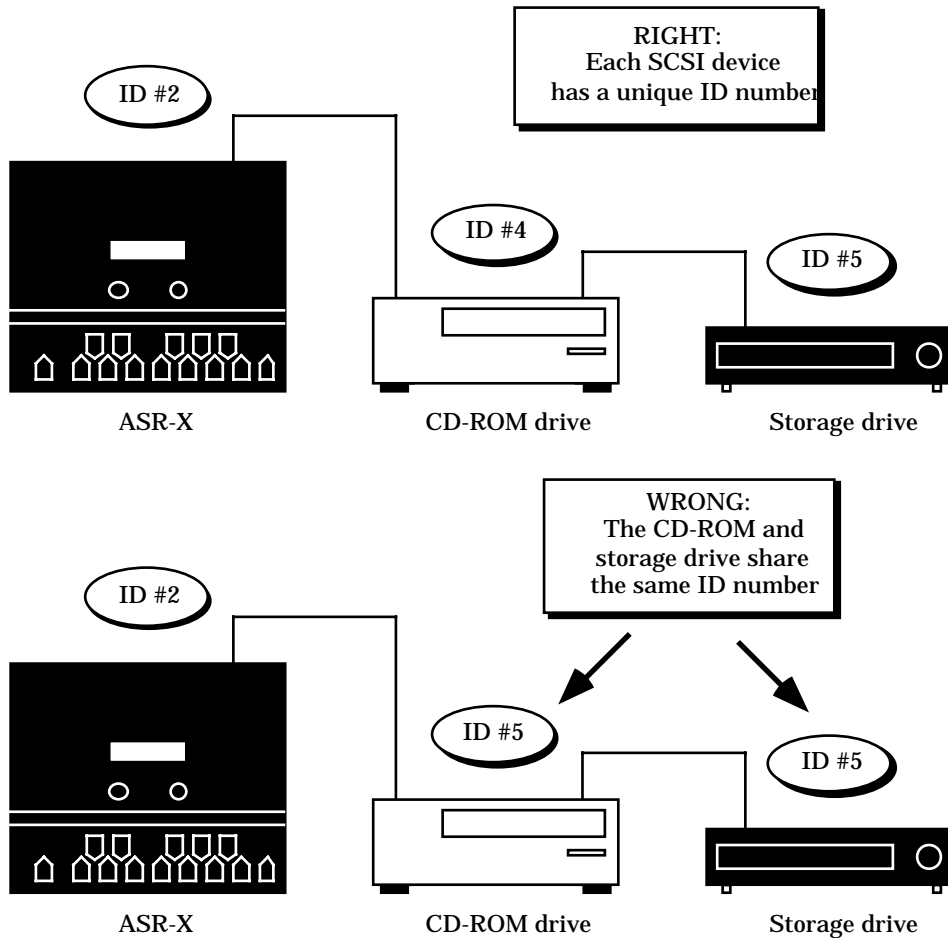 RIGHT:
Each SCSI device
has a unique ID number
ID #2
ID #4
ID #5
ASR-X
CD-ROM drive
Storage drive
WRONG:
The CD-ROM and
storage drive share
the same ID number
ID #2
ID #5
ID #5
ASR-X
CD-ROM drive
Storage drive